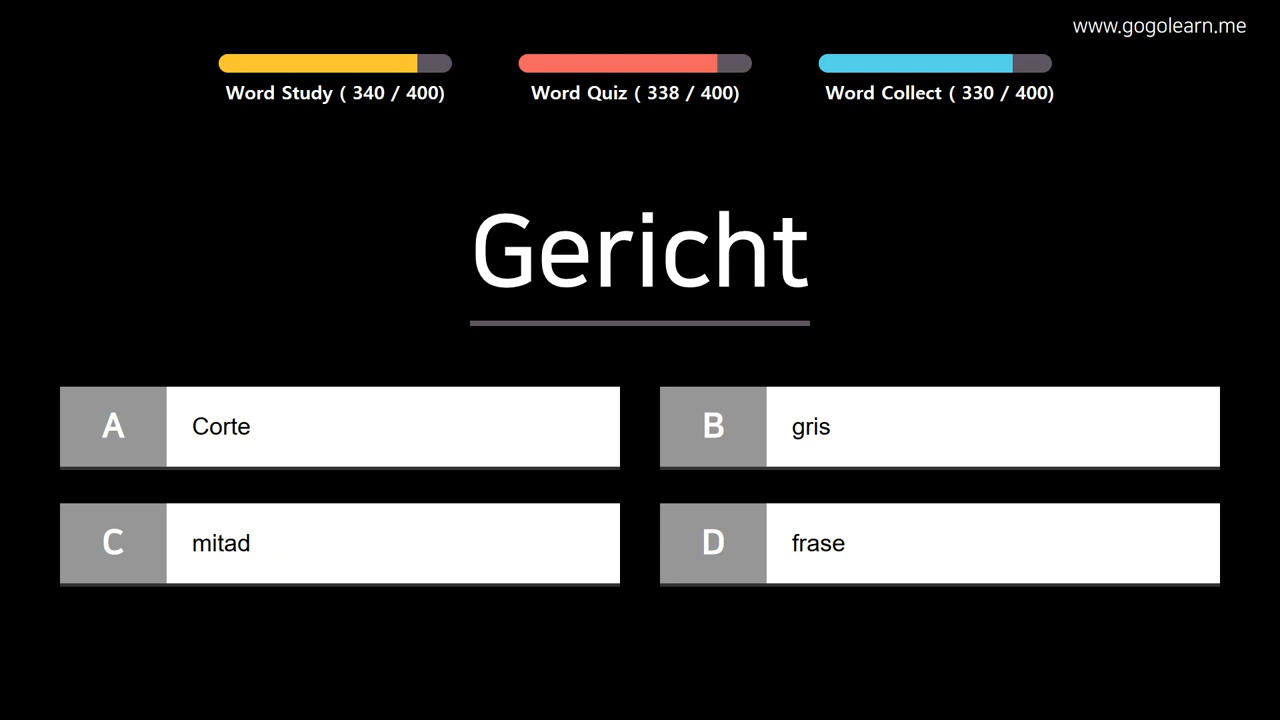 www.gogolearn.me
Word Study ( 340 / 400)
Word Quiz ( 338 / 400)
Word Collect ( 330 / 400)
Gericht
A Corte
B gris
C mitad
D frase